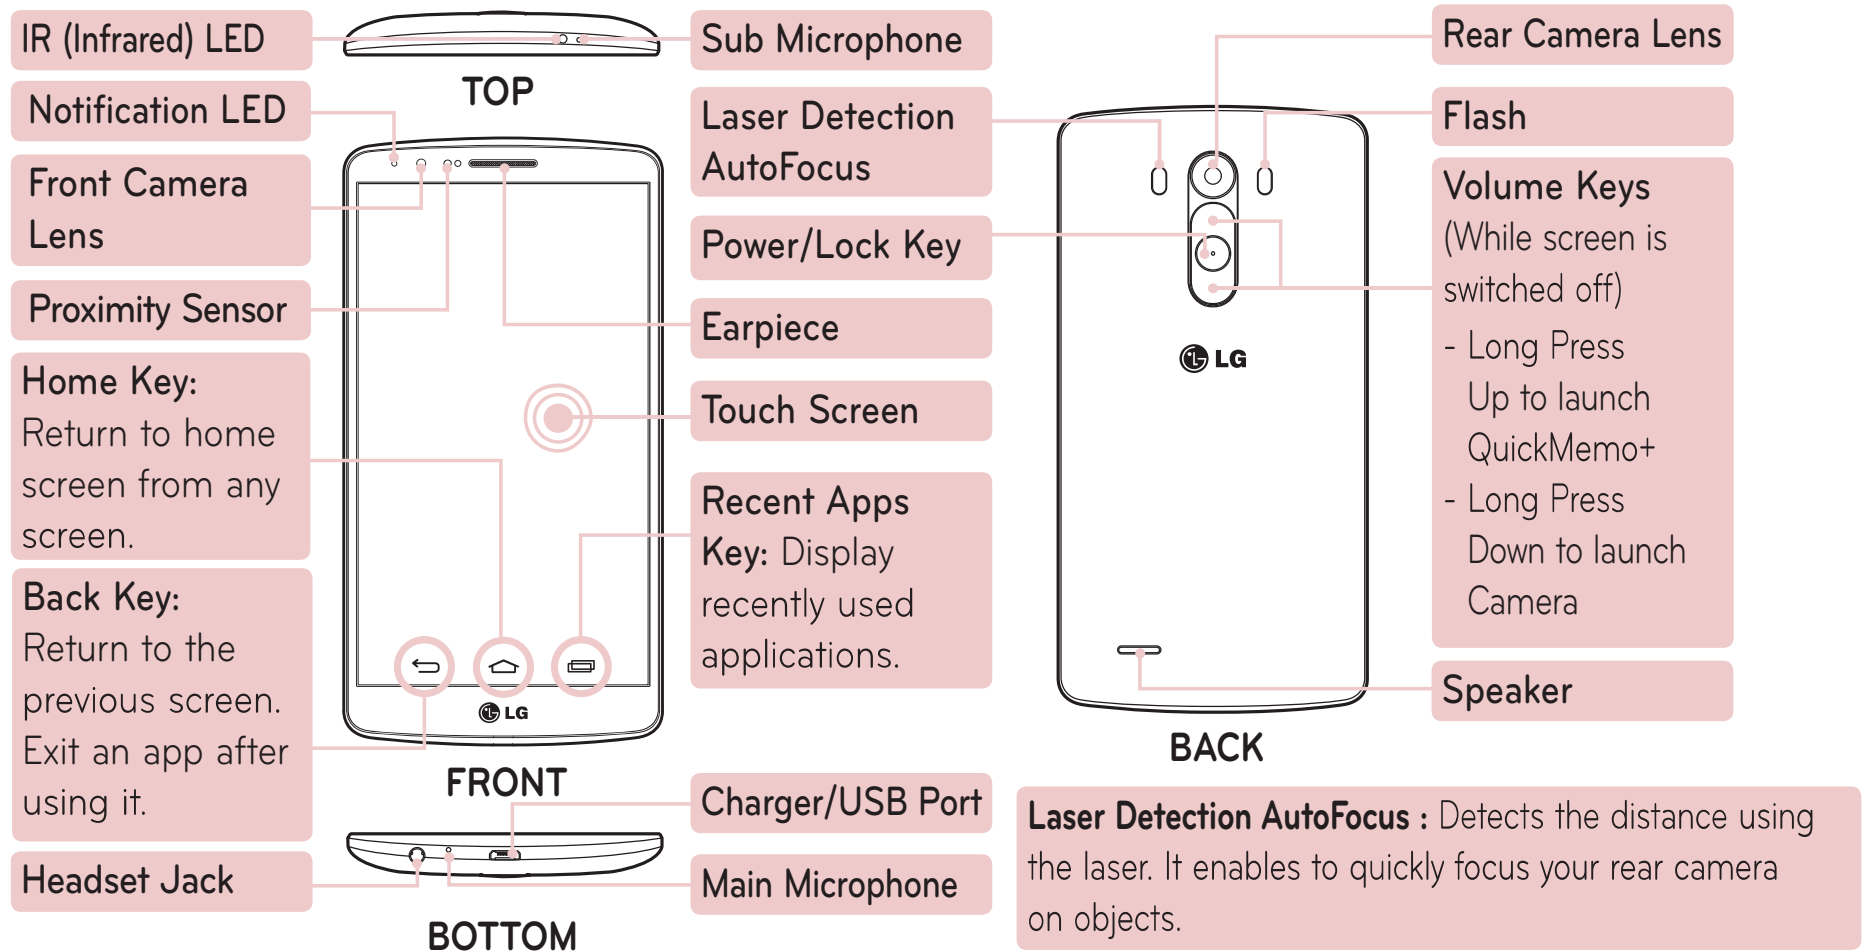 IR (Infrared) LED
Notification LED
Front Camera
Lens
Proximity Sensor
Home Key:
Return to home
screen from any
screen.
Back Key:
Return to the
previous screen.
Exit an app after
using it.
Headset Jack
TOP
LG
FRONT
BOTTOM
Sub Microphone
Laser Detection
AutoFocus
Power/Lock Key
Earpiece
Touch Screen
Recent Apps
Key: Display
recently used
applications.
Charger/USB Port
Main Microphone
LG
BACK
Rear Camera Lens
Flash
Volume Keys
(While screen is
switched off)
- Long Press
Up to launch
QuickMemo+
- Long Press
Down to launch
Camera
Speaker
Laser Detection AutoFocus : Detects the distance using
the laser. It enables to quickly focus your rear camera
on objects.